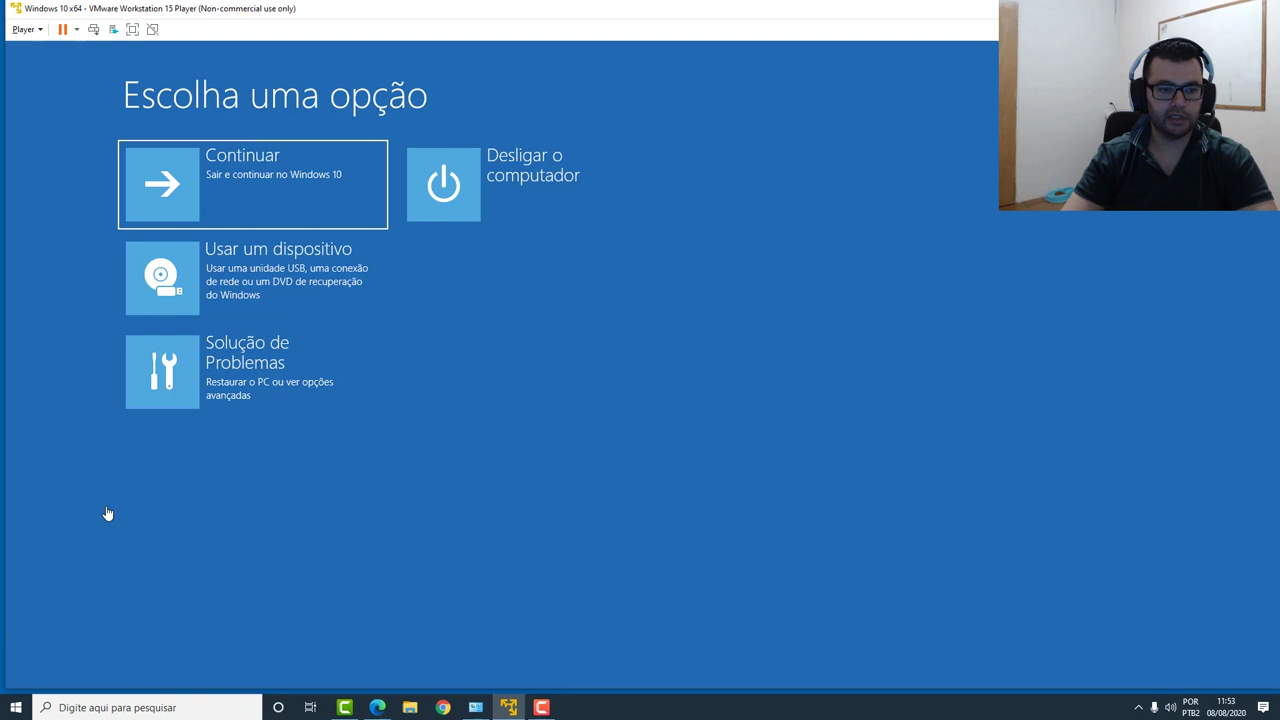 Windows 10 x64 - VMware Workstation 15 Player (Non-commercial use only)
Player
Escolha uma opção
Continuar
Sair e continuar no Windows 10
Desligar o
computador
Usar um dispositivo
Usar uma unidade USB, uma conexão
de rede ou um DVD de recuperação
do Windows
Solução de
Problemas
Restaurar o PC ou ver opções
avançadas
Digite aqui para pesquisar
POR
PTB2
11:53
08/08/2020